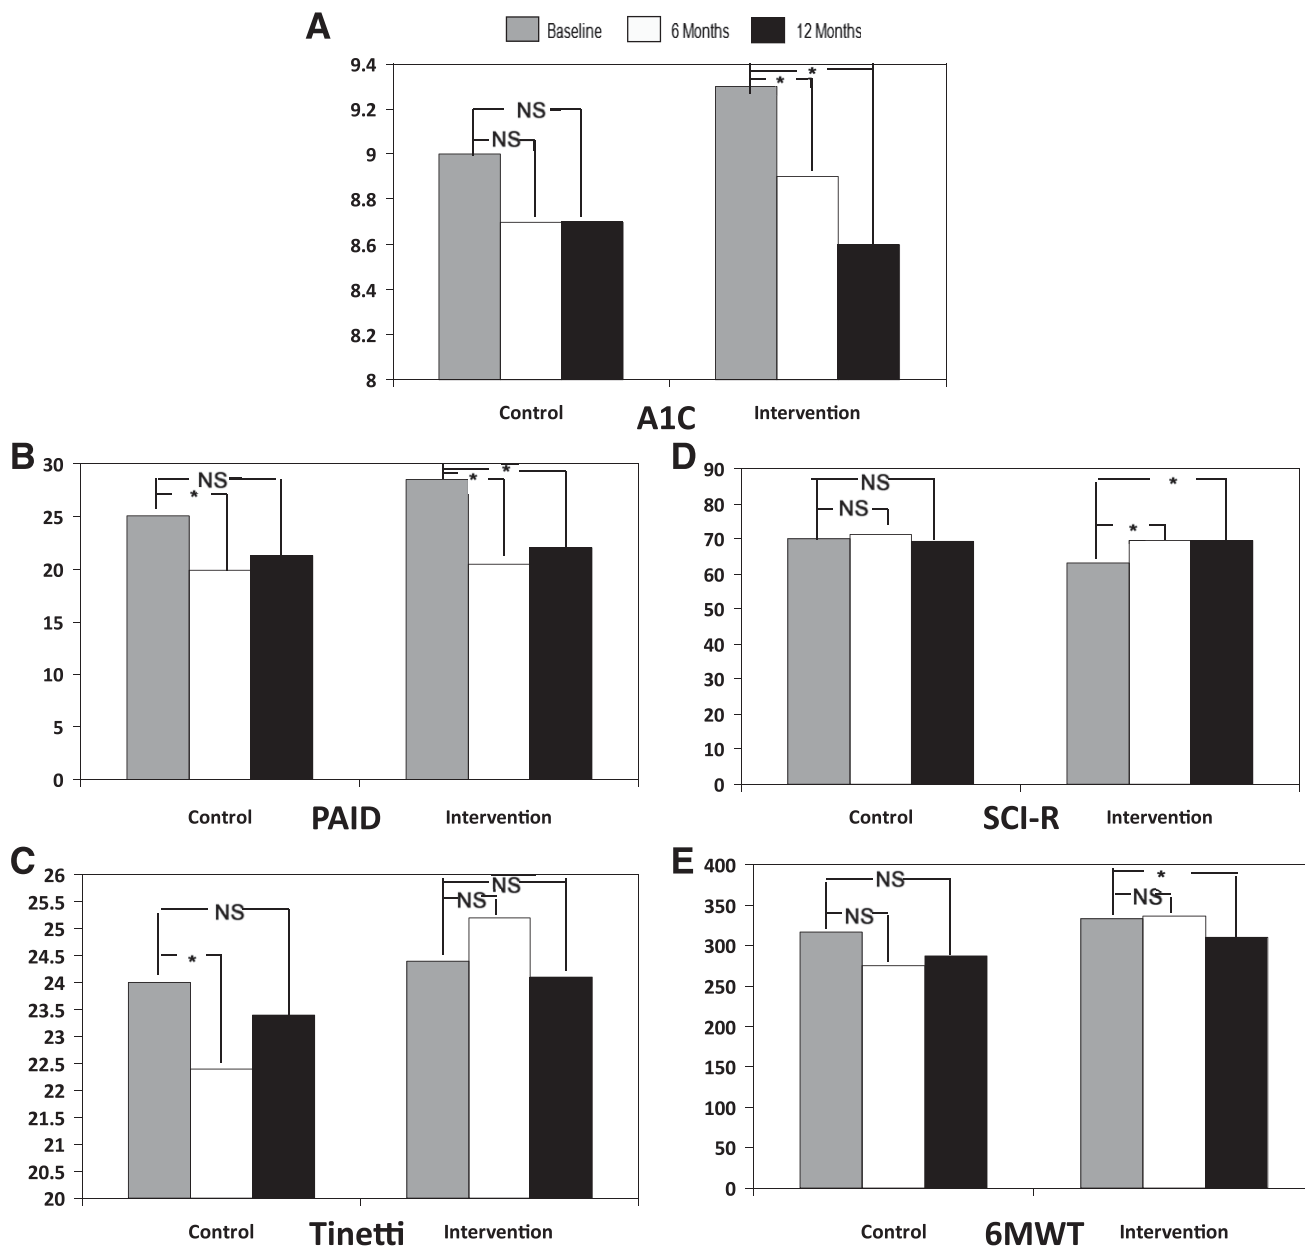 A
Baseline 6 Months 12 Months
9.4
9.2
9
8.8
8.6
8.4
8.2
8
NS
NS
* *
Control A1C Intervention
B
30
25
20
15
10
5
0
NS
*
*
*
Control PAID Intervention
D
90
80
70
60
50
40
30
20
10
0
NS
NS
*
*
Control SCI-R Intervention
C
26
25.5
25
24.5
24
23.5
23
22.5
22
21.5
21
20.5
20
NS
*
NS
NS
Control Tinetti Intervention
E
400
350
300
250
200
150
100
50
0
NS
NS
*
NS
Control 6MWT Intervention